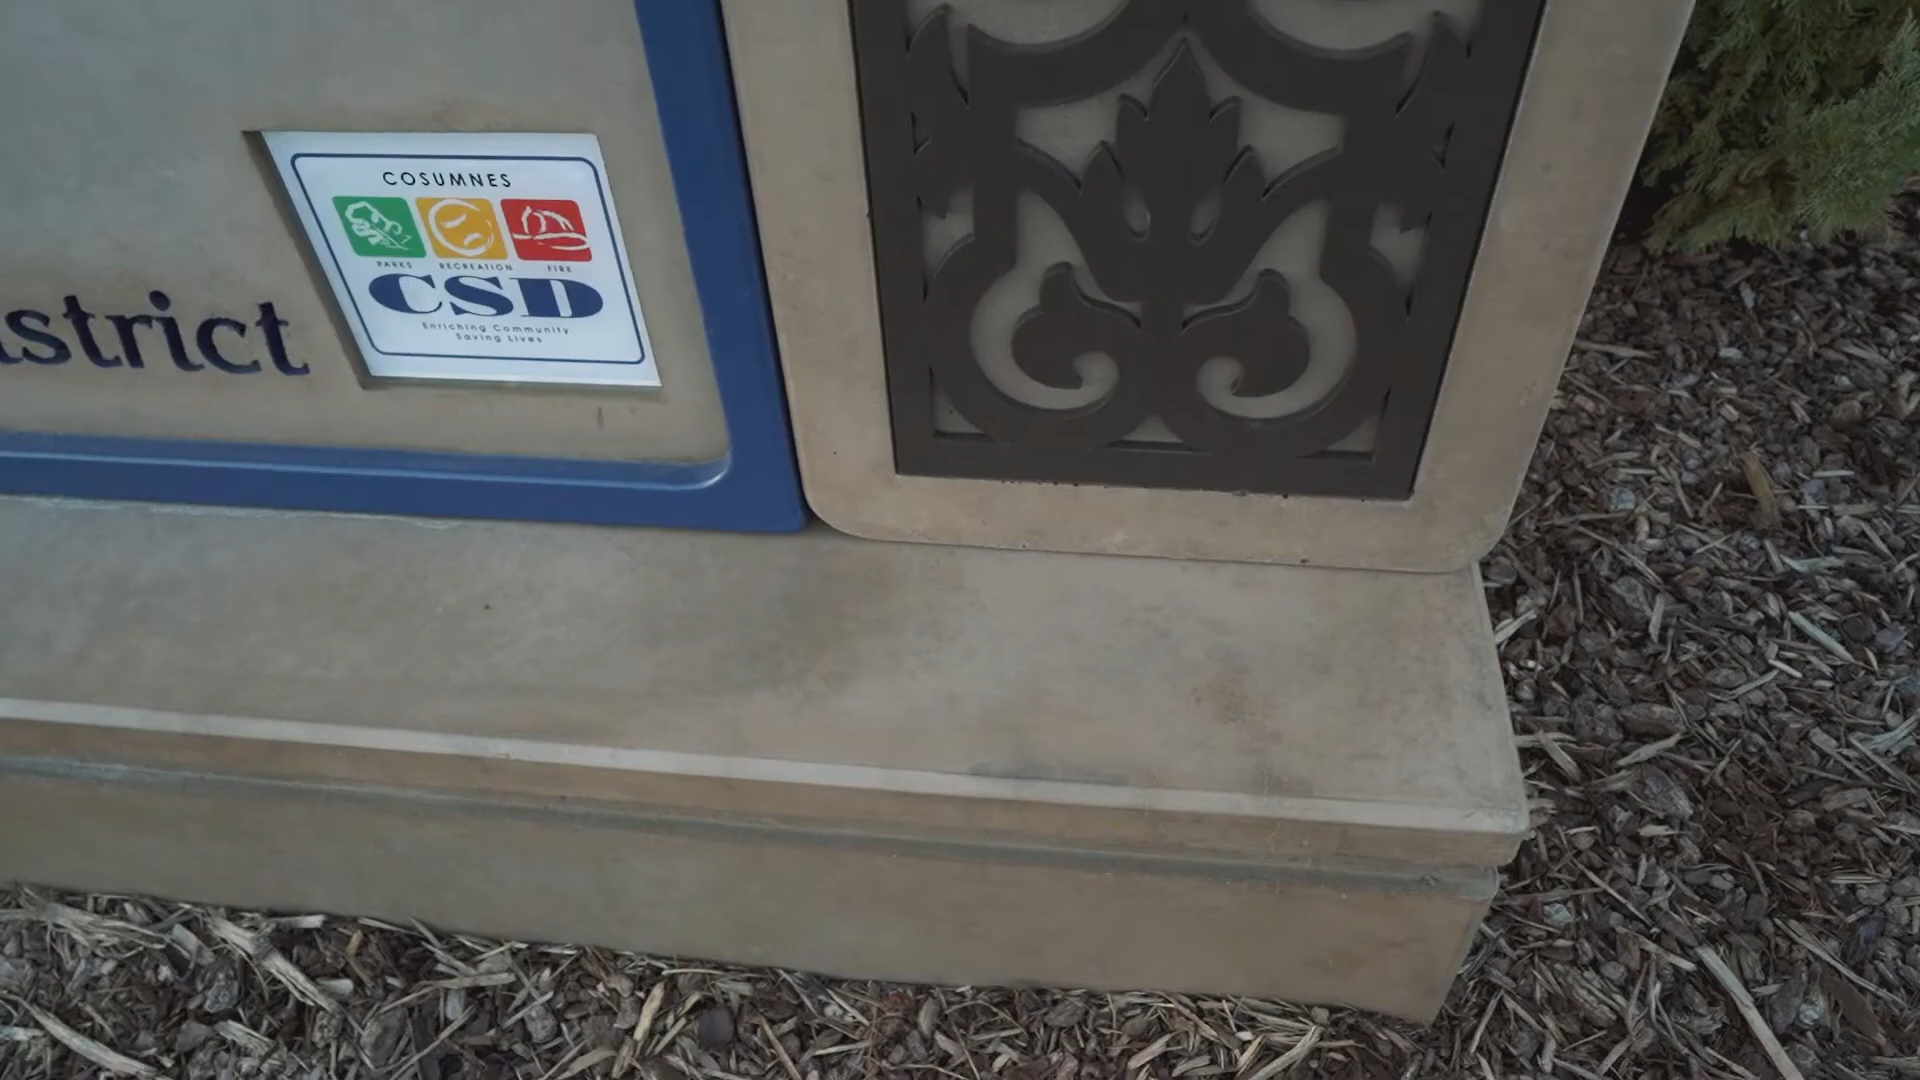 COSUMNES
PARKS RECREATION FIRE
CSD
Enriching Community
Saving Lives
istrict